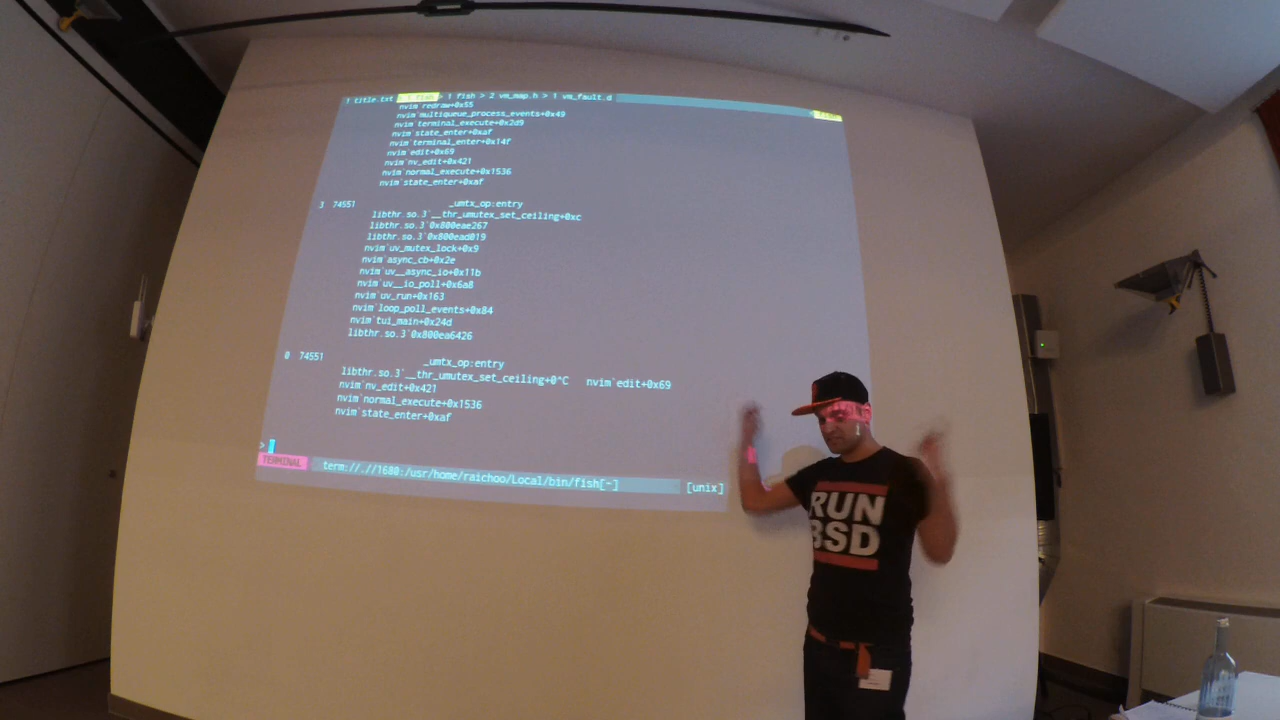 1 title.txt 2 fish > 1 fish > 2 vm_map.h > 1 vm_fault.d
nvim`redraw+0x55
nvim`multiqueue_process_events+0x49
nvim`terminal_execute+0x2d9
nvim`state_enter+0xaf
nvim`terminal_enter+0x14f
nvim`edit+0x69
nvim`nv_edit+0x421
nvim`normal_execute+0x1536
nvim`state_enter+0xaf
3 74551 _umtx_op:entry
libthr.so.3`__thr_umutex_set_ceiling+0xc
libthr.so.3`0x800eae267
libthr.so.3`0x800ead019
nvim`uv_mutex_lock+0x9
nvim`async_cb+0x2e
nvim`uv__async_io+0x11b
nvim`uv__io_poll+0x6a8
nvim`uv_run+0x163
nvim`loop_poll_events+0x84
nvim`tui_main+0x24d
libthr.so.3`0x800ea6426
0 74551 _umtx_op:entry
libthr.so.3`__thr_umutex_set_ceiling+0^C nvim`edit+0x69
nvim`nv_edit+0x421
nvim`normal_execute+0x1536
nvim`state_enter+0xaf
>
TERMINAL term://.//1680:/usr/home/raichoo/Local/bin/fish[-] [unix]
RUN
BSD